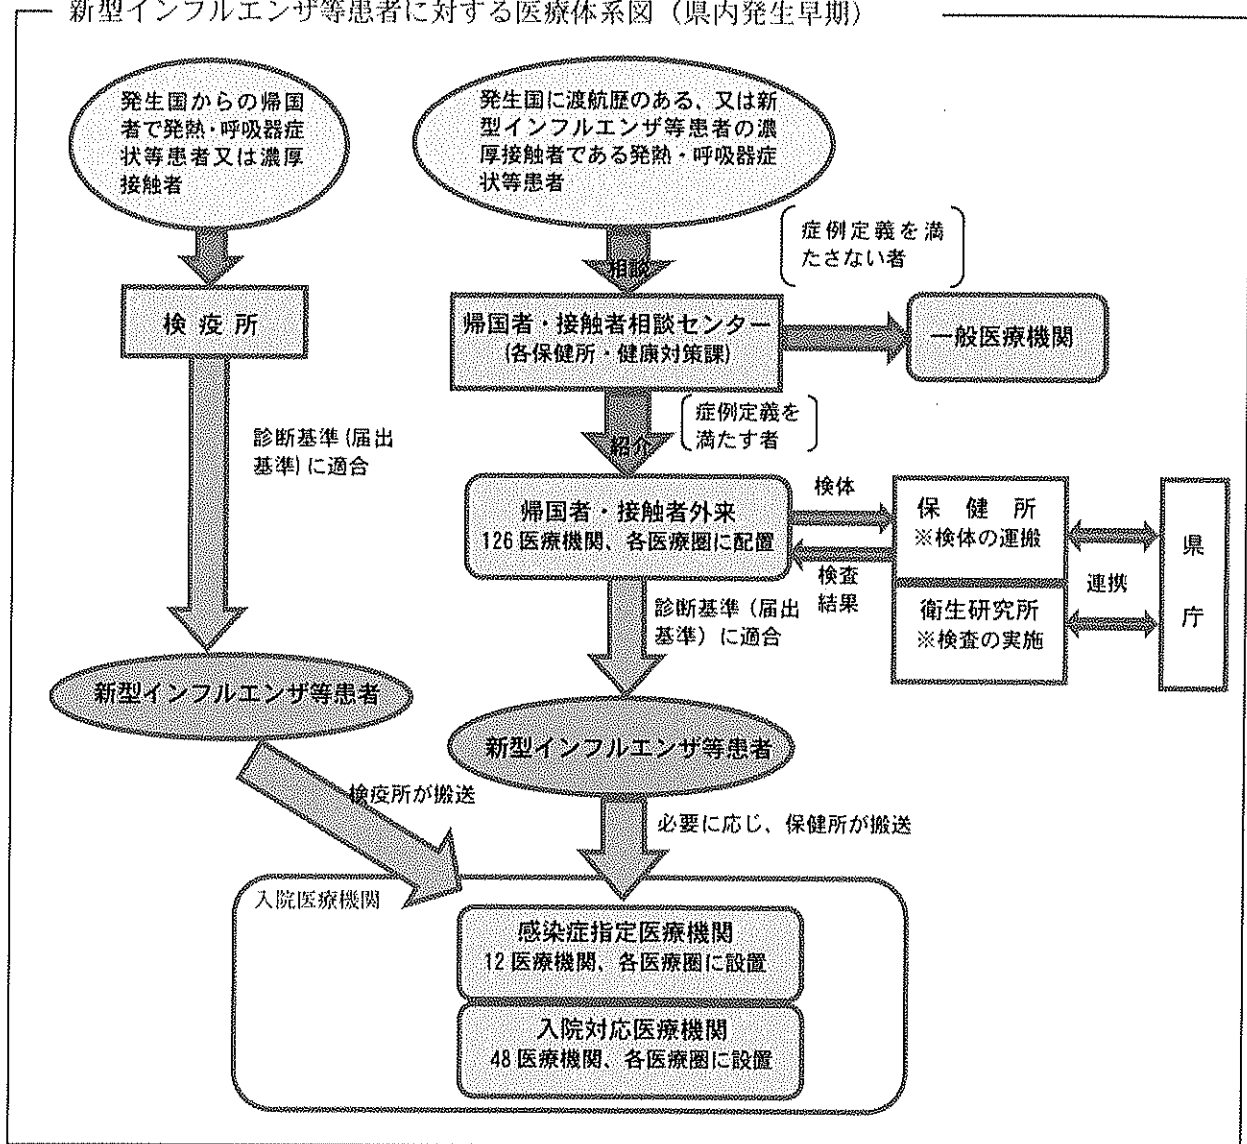 新型インフルエンザ等患者に対する医療体系図（県内発生早期）
発生国からの帰国
者で発熱・呼吸器症
状等患者又は濃厚
接触者
発生国に渡航歴のある、又は新
型インフルエンザ等患者の濃
厚接触者である発熱・呼吸器症
状等患者
相談
症例定義を満
たさない者
検疫所
帰国者・接触者相談センター
(各保健所・健康対策課)
一般医療機関
診断基準(届出
基準)に適合
紹介
症例定義を
満たす者
帰国者・接触者外来
126医療機関、各医療圏に配置
検体
検査
結果
保健所
※検体の運搬
衛生研究所
※検査の実施
連携
県
庁
診断基準（届出
基準）に適合
新型インフルエンザ等患者
新型インフルエンザ等患者
検疫所が搬送
必要に応じ、保健所が搬送
入院医療機関
感染症指定医療機関
12医療機関、各医療圏に設置
入院対応医療機関
48医療機関、各医療圏に設置